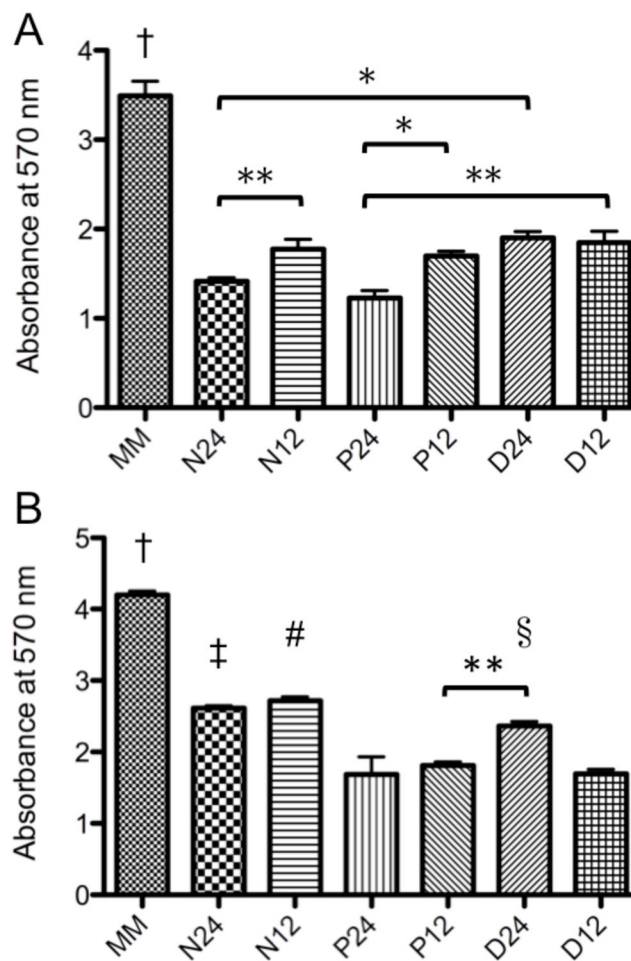 A
Absorbance at 570 nm
4
3
2
1
0
†
*
*
**
**
MM
N24
N12
P24
P12
D24
D12
B
Absorbance at 570 nm
5
4
3
2
1
0
†
‡
#
**
§
MM
N24
N12
P24
P12
D24
D12